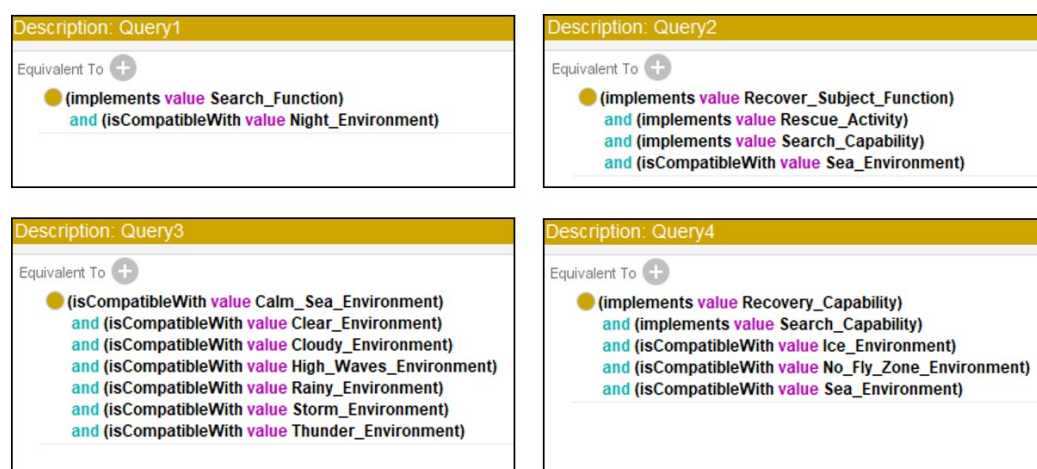 Description: Query1
Equivalent To
(implements value Search_Function)
and (isCompatibleWith value Night_Environment)
Description: Query2
Equivalent To
(implements value Recover_Subject_Function)
and (implements value Rescue_Activity)
and (implements value Search_Capability)
and (isCompatibleWith value Sea_Environment)
Description: Query3
Equivalent To
(isCompatibleWith value Calm_Sea_Environment)
and (isCompatibleWith value Clear_Environment)
and (isCompatibleWith value Cloudy_Environment)
and (isCompatibleWith value High_Waves_Environment)
and (isCompatibleWith value Rainy_Environment)
and (isCompatibleWith value Storm_Environment)
and (isCompatibleWith value Thunder_Environment)
Description: Query4
Equivalent To
(implements value Recovery_Capability)
and (implements value Search_Capability)
and (isCompatibleWith value Ice_Environment)
and (isCompatibleWith value No_Fly_Zone_Environment)
and (isCompatibleWith value Sea_Environment)